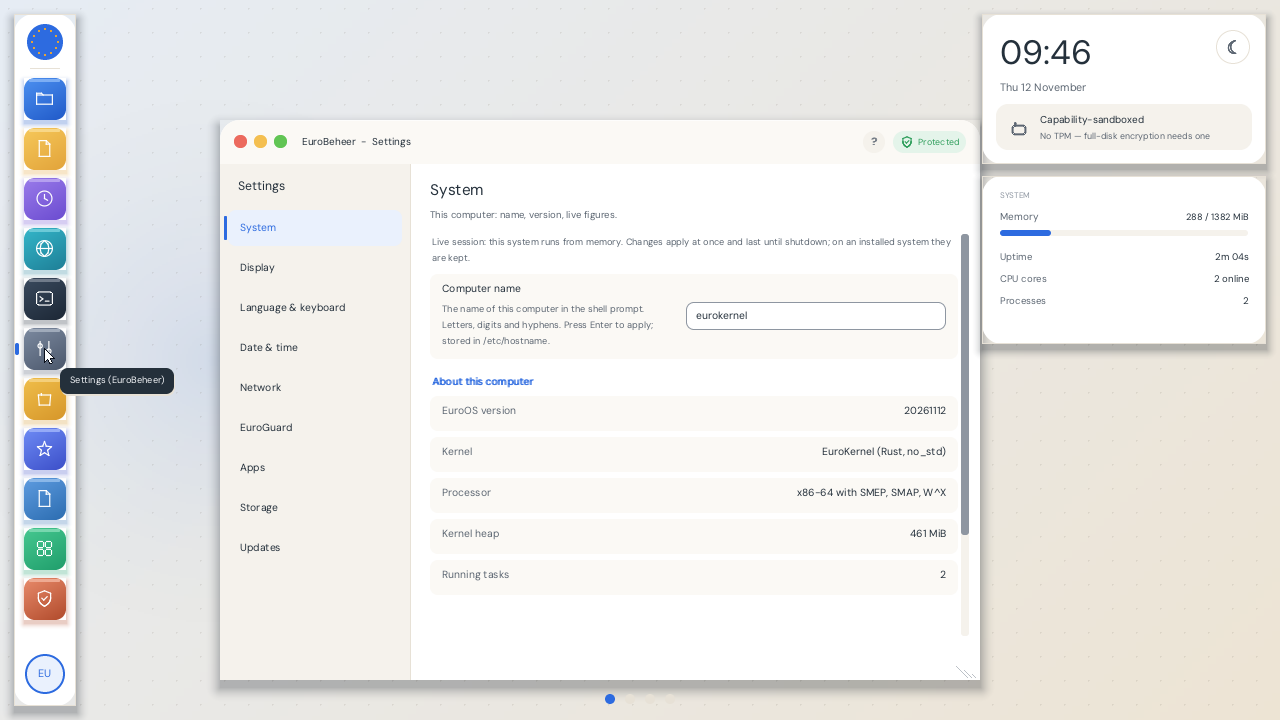 09:46
Thu 12 November
Capability-sandboxed
No TPM — full-disk encryption needs one
EuroBeheer - Settings
?
Protected
Settings
System
Display
Language & keyboard
Date & time
Network
EuroGuard
Apps
Storage
Updates
System
This computer: name, version, live figures.
Live session: this system runs from memory. Changes apply at once and last until shutdown; on an installed system they
are kept.
Computer name
The name of this computer in the shell prompt.
Letters, digits and hyphens. Press Enter to apply;
stored in /etc/hostname.
eurokernel
About this computer
EuroOS version 20261112
Kernel EuroKernel (Rust, no_std)
Processor x86-64 with SMEP, SMAP, W^X
Kernel heap 461 MiB
Running tasks 2
SYSTEM
Memory 288 / 1382 MiB
Uptime 2m 04s
CPU cores 2 online
Processes 2
Settings (EuroBeheer)
EU